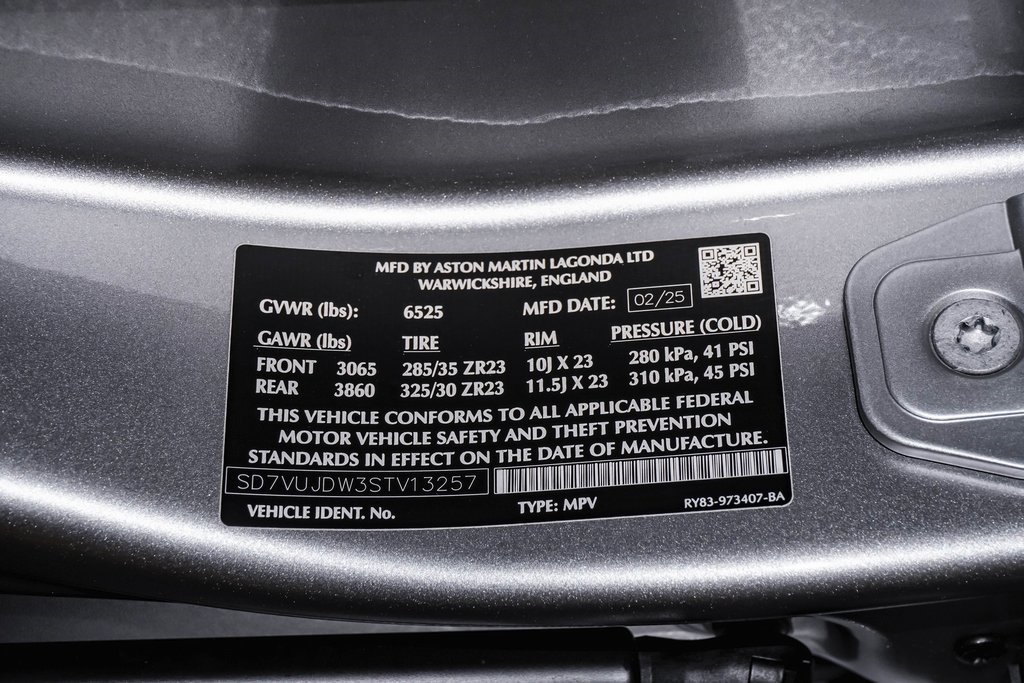 MFD BY ASTON MARTIN LAGONDA LTD
WARWICKSHIRE, ENGLAND
GVWR (lbs): 6525 MFD DATE: 02/25
GAWR (lbs) TIRE RIM PRESSURE (COLD)
FRONT 3065 285/35 ZR23 10J X 23 280 kPa, 41 PSI
REAR 3860 325/30 ZR23 11.5J X 23 310 kPa, 45 PSI
THIS VEHICLE CONFORMS TO ALL APPLICABLE FEDERAL
MOTOR VEHICLE SAFETY AND THEFT PREVENTION
STANDARDS IN EFFECT ON THE DATE OF MANUFACTURE.
SD7VUJDW3STV13257
VEHICLE IDENT. No. TYPE: MPV RY83-973407-BA